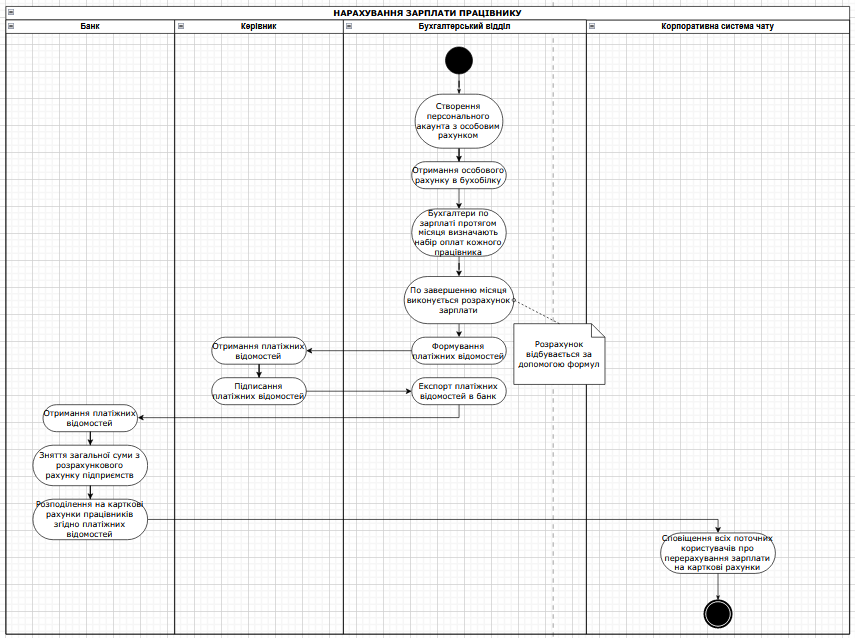 НАРАХУВАННЯ ЗАРПЛАТИ ПРАЦІВНИКУ
Банк
Керівник
Бухгалтерський відділ
Корпоративна система чату
Створення
персонального
акаунта з особовим
рахунком
Отримання особового
рахунку в бухобілку
Бухгалтери по
зарплаті протягом
місяця визначають
набір оплат кожного
працівника
По завершенню місяця
виконується розрахунок
зарплати
Розрахунок
відбувається за
допомогою формул
Формування
платіжних відомостей
Отримання платіжних
відомостей
Підписання
платіжних відомостей
Експорт платіжних
відомостей в банк
Отримання платіжних
відомостей
Зняття загальної суми з
розрахункового
рахунку підприємств
Розподілення на карткові
рахунки працівників
згідно платіжних
відомостей
Сповіщення всіх поточних
користувачів про
перерахування зарплати
на карткові рахунки